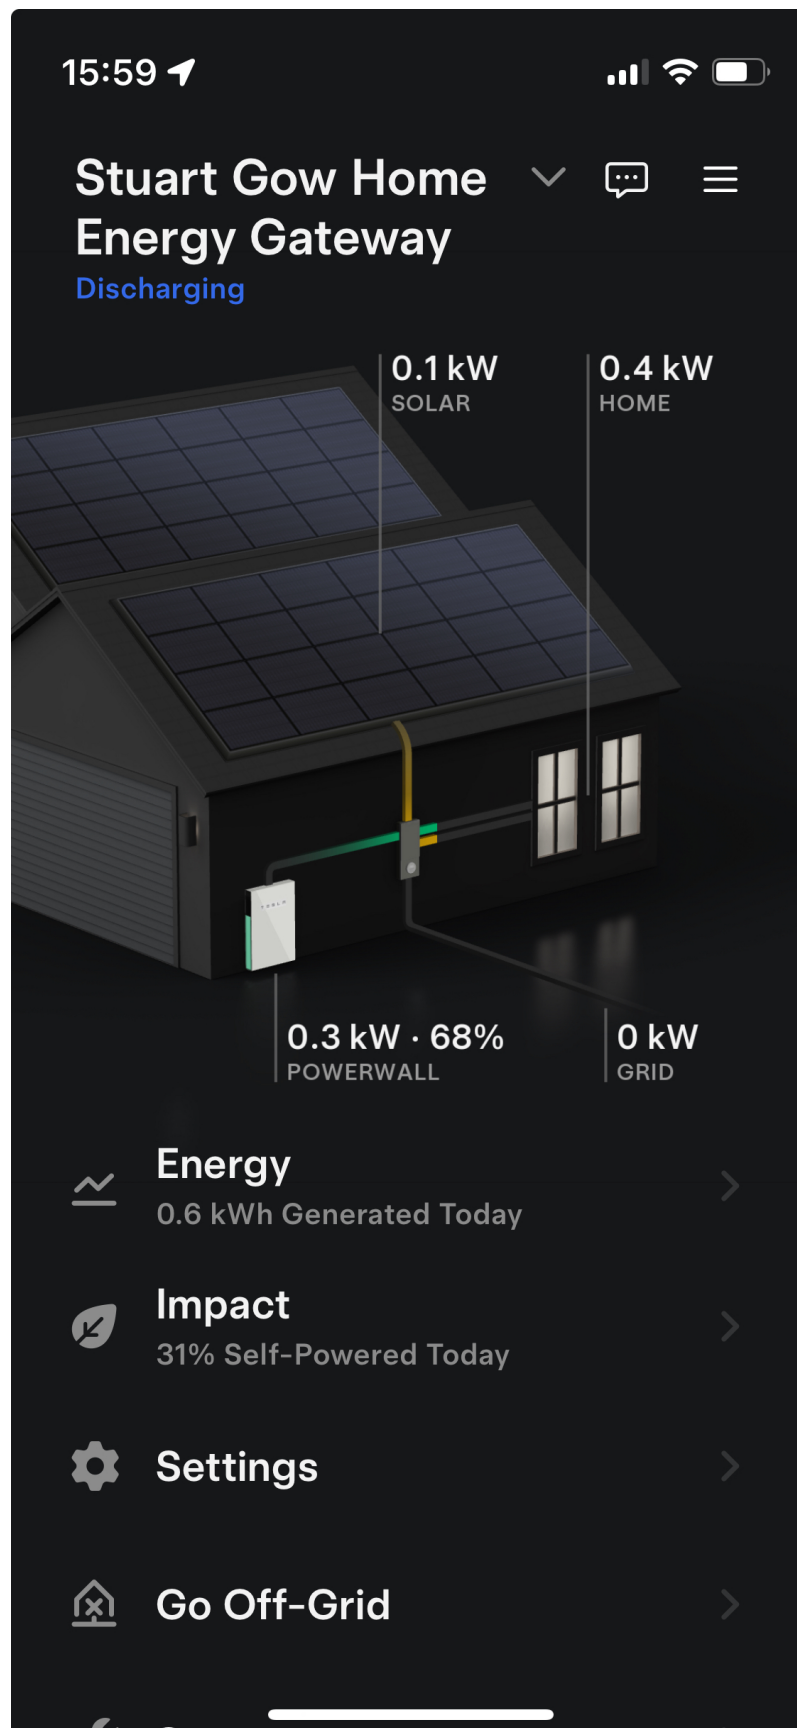 15:59
Stuart Gow Home
Energy Gateway
Discharging
0.1 kW
SOLAR
0.4 kW
HOME
TESLA
0.3 kW · 68%
POWERWALL
0 kW
GRID
Energy
0.6 kWh Generated Today
Impact
31% Self-Powered Today
Settings
Go Off-Grid